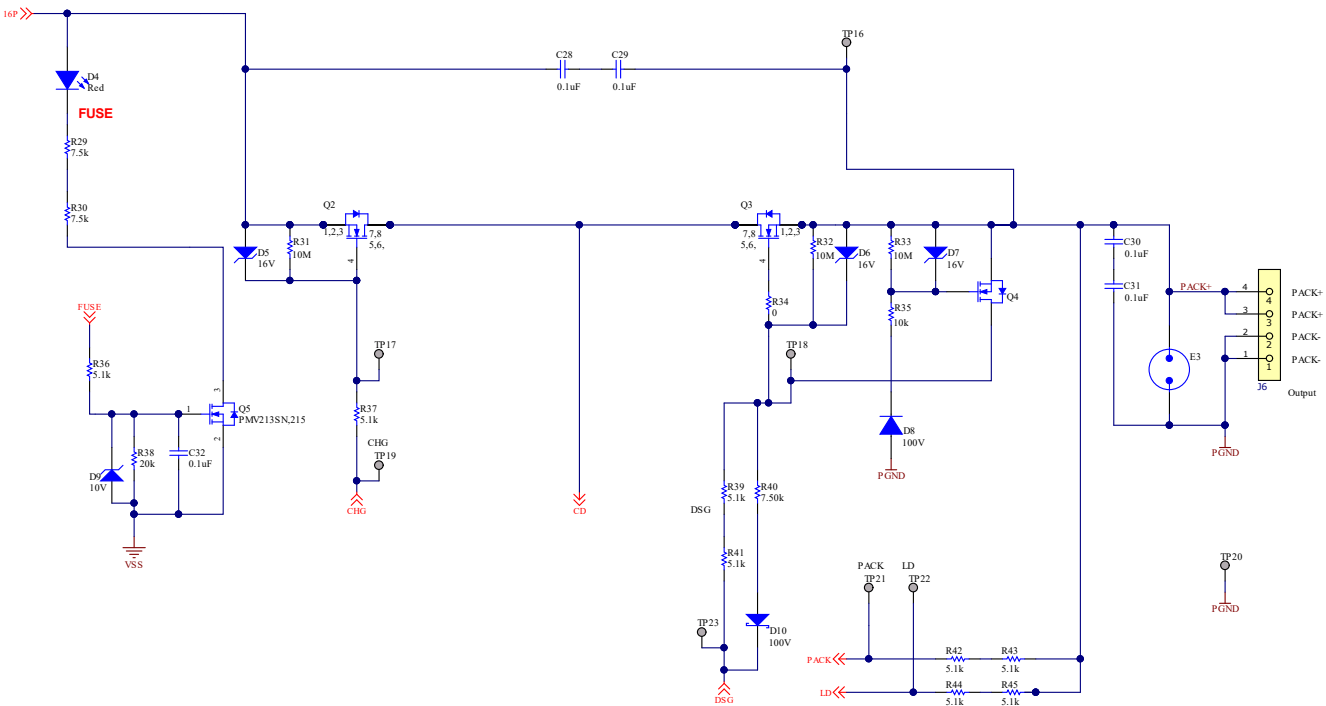 16P
TP16
C28
C29
0.1uF
0.1uF
D4
Red
FUSE
R29
7.5k
R30
7.5k
Q2
1,2,3
7,8
5,6,
4
D5
16V
R31
10M
Q3
7,8
5,6,
1,2,3
4
R32
10M
D6
16V
R33
10M
D7
16V
C30
0.1uF
C31
0.1uF
Q4
R34
0
R35
10k
PACK+
4
4
3
3
2
2
1
1
PACK+
PACK+
PACK-
PACK-
J6
Output
E3
PGND
FUSE
R36
5.1k
TP17
TP18
3
1
2
Q5
PMV213SN,215
R37
5.1k
D8
100V
PGND
CHG
TP19
CHG
D9
10V
R38
20k
C32
0.1uF
VSS
CD
DSG
R39
5.1k
R40
7.50k
R41
5.1k
PACK
TP21
LD
TP22
TP20
PGND
TP23
D10
100V
PACK
R42
5.1k
R43
5.1k
LD
R44
5.1k
R45
5.1k
DSG